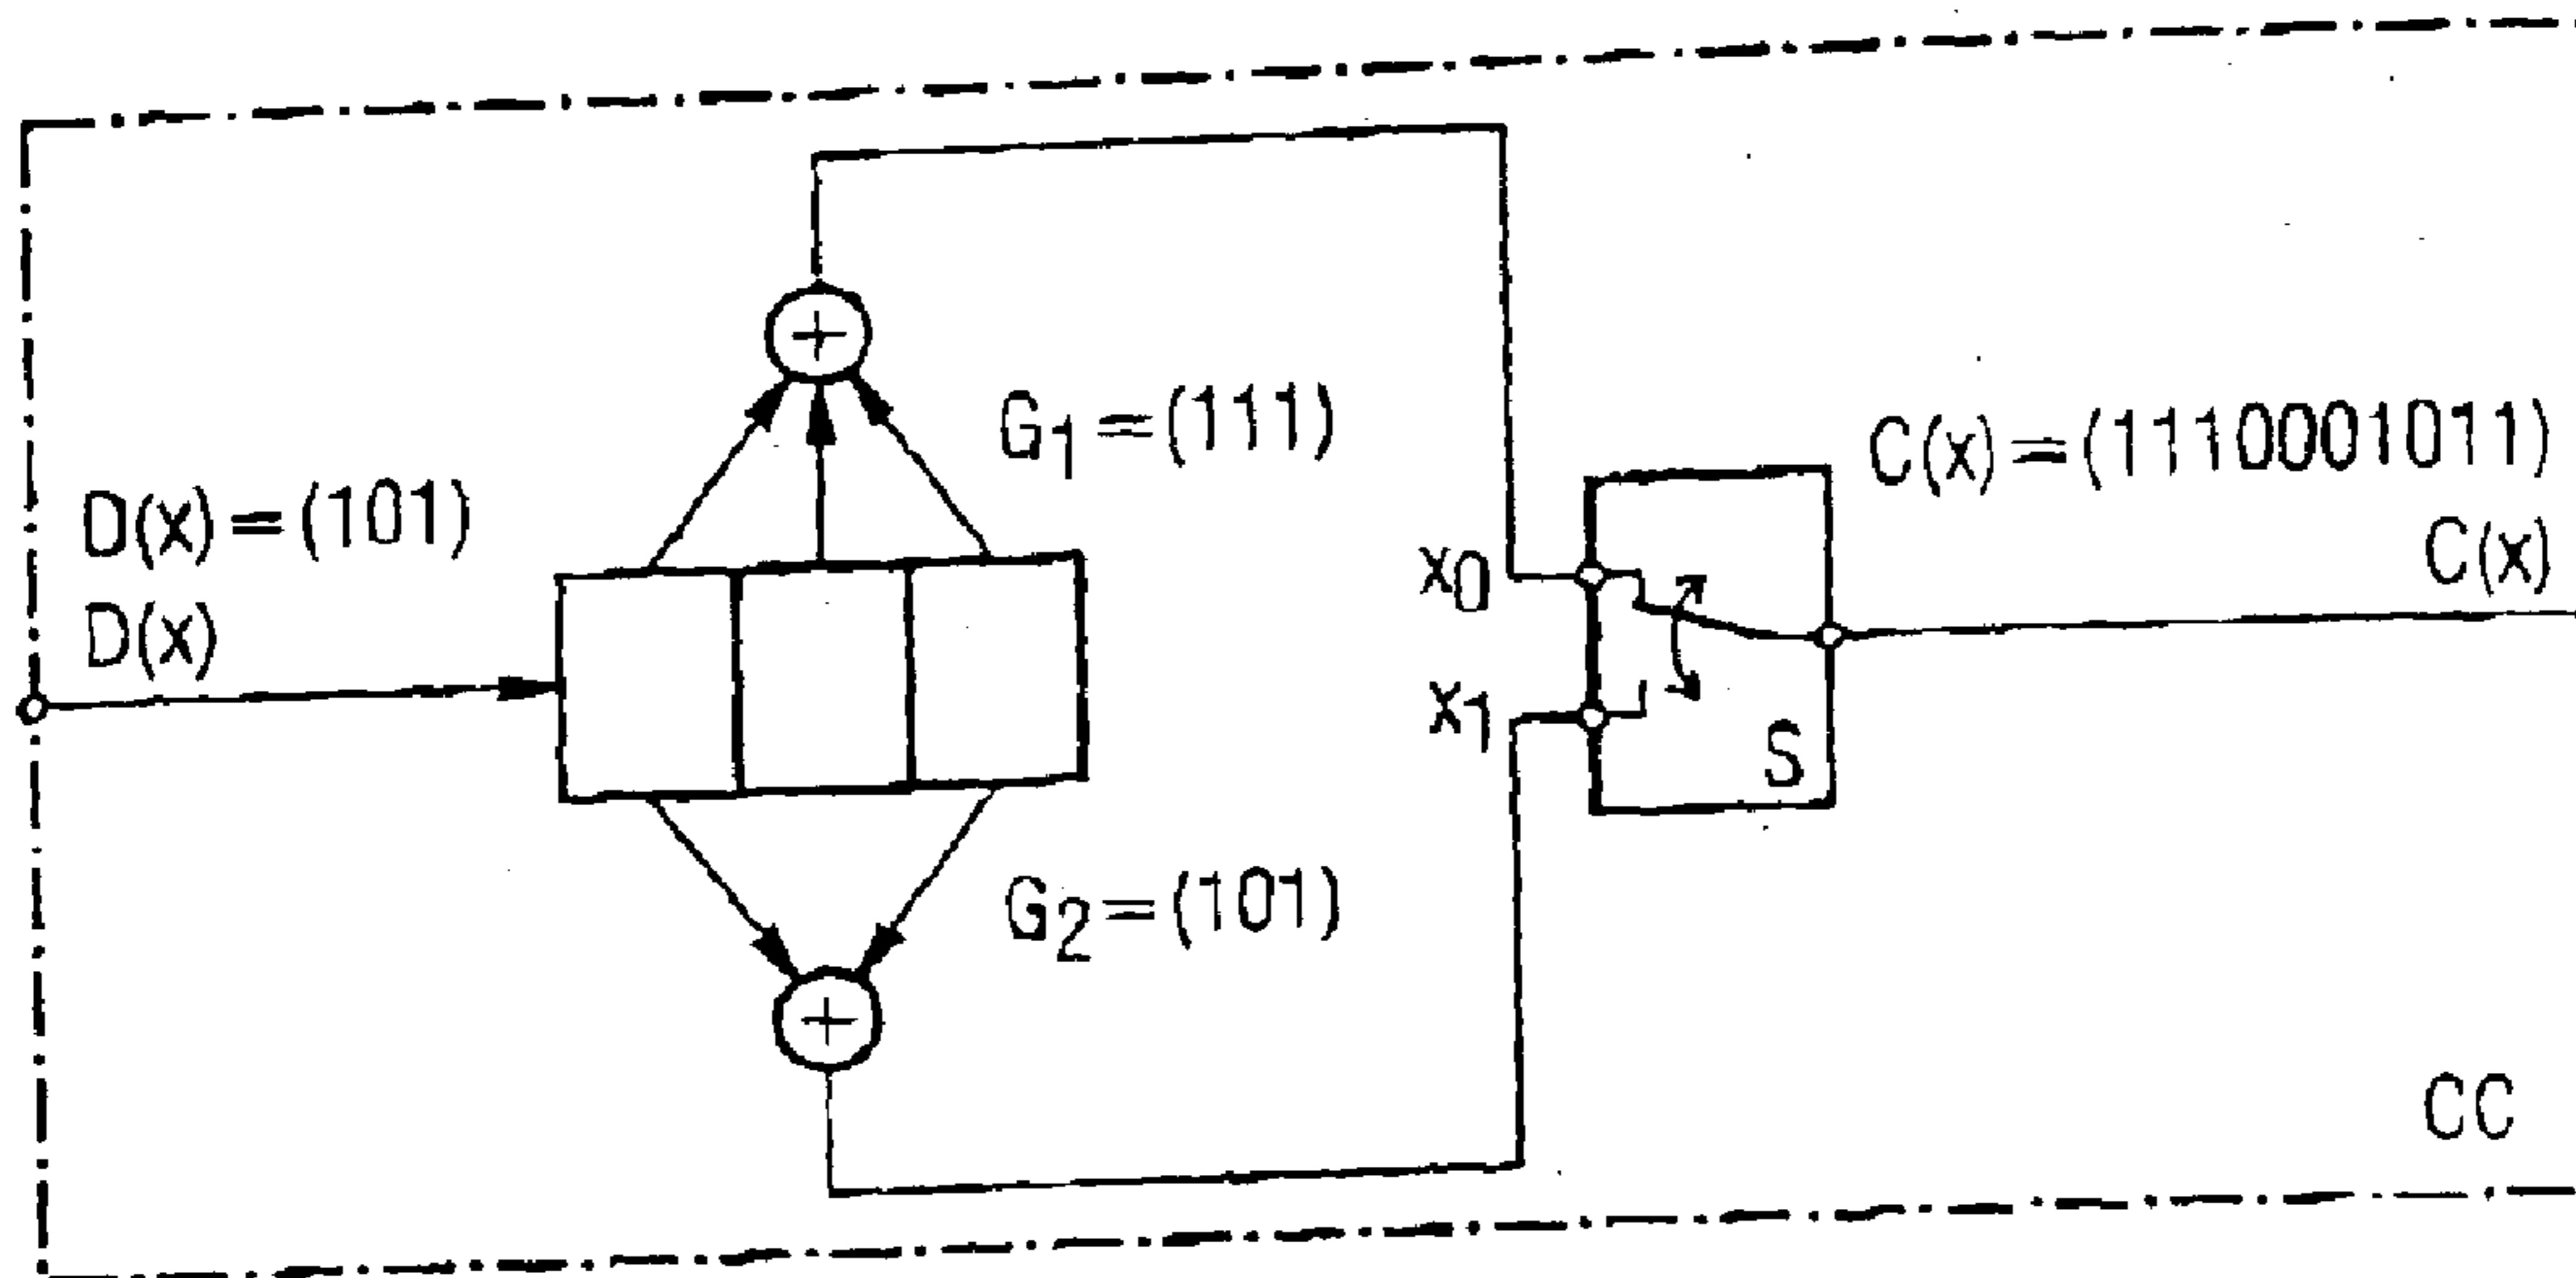 D(x)=(101)
D(x)
G1=(111)
G2=(101)
x0
x1
S
C(x)=(1110001011)
C(x)
CC